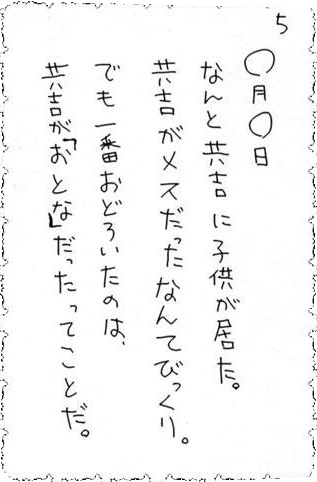 5
〇月〇日
なんと共吉に子供が居た。
共吉がメスだったなんてびっくり。
でも一番おどろいたのは、
共吉が「おとな」だったってことだ。